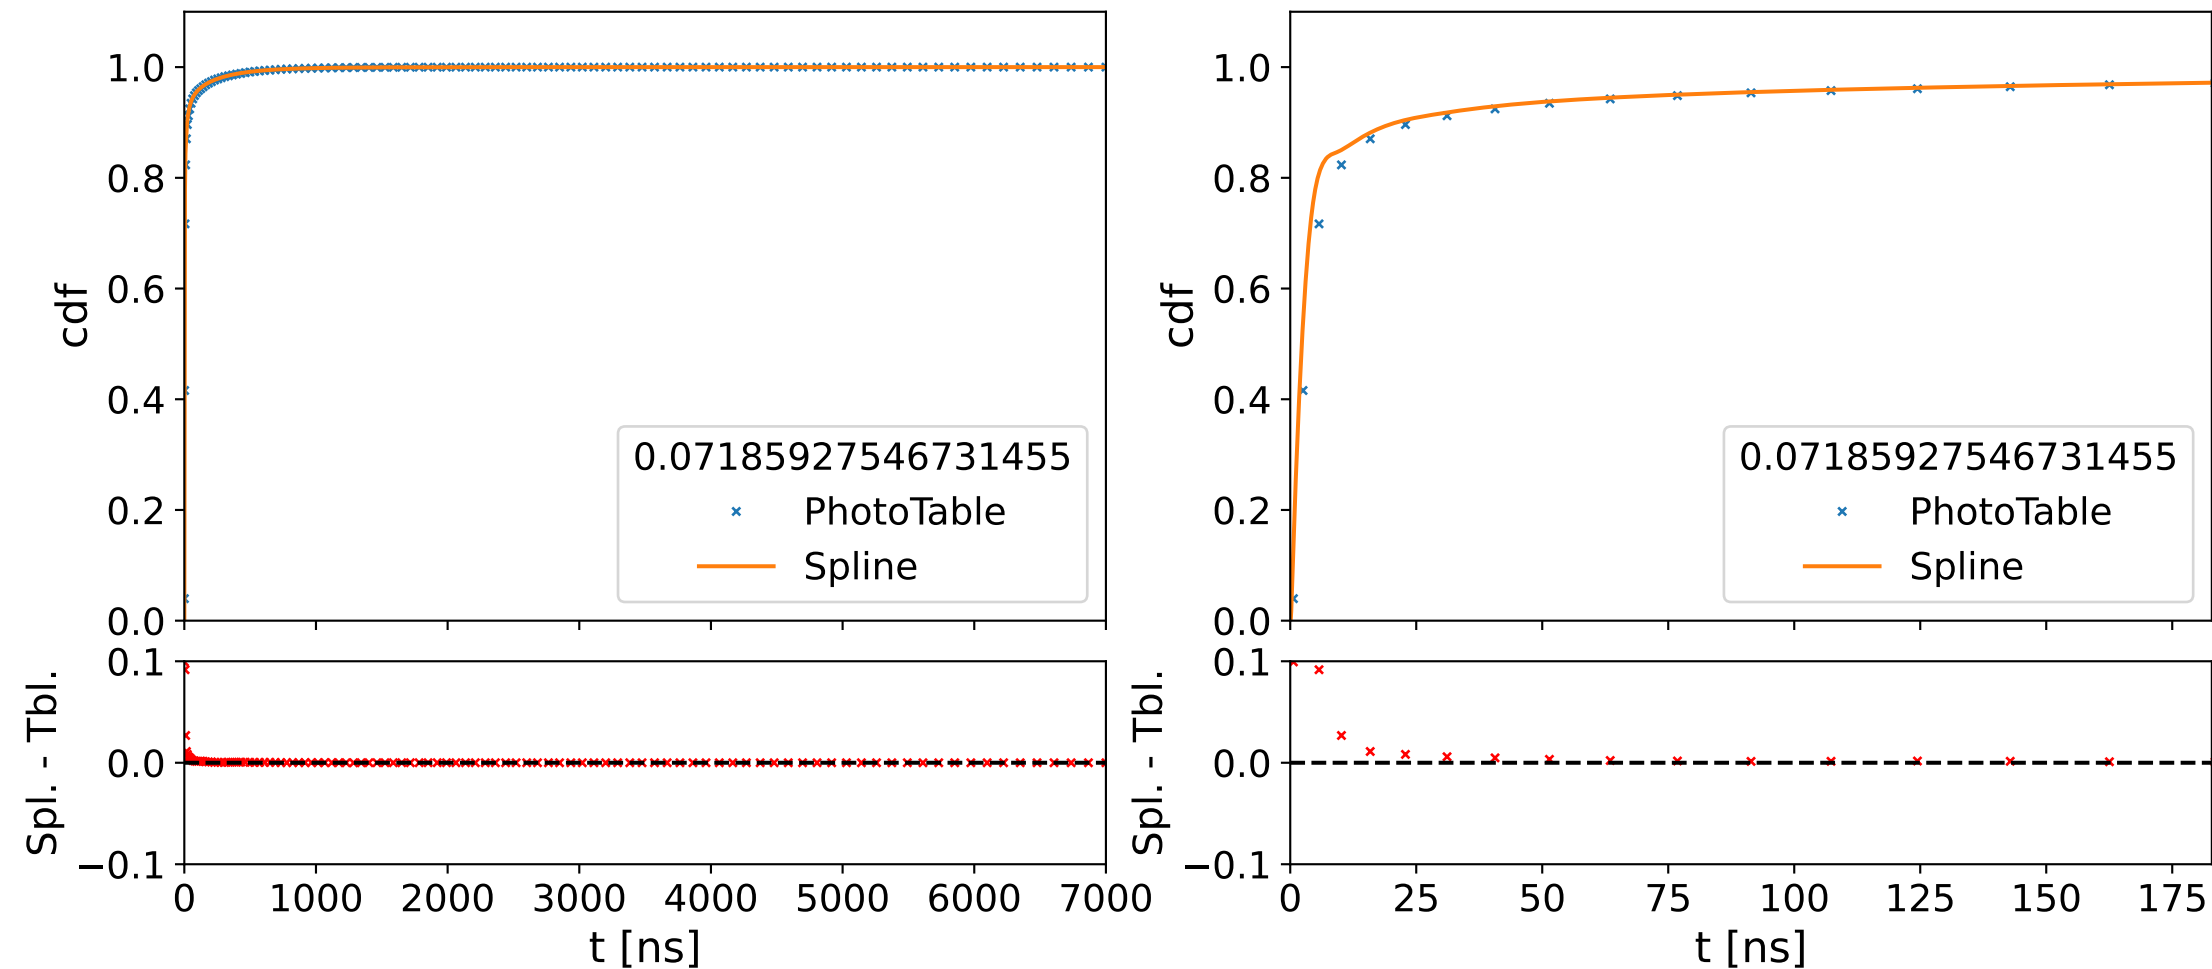 cdf
1.0
0.8
0.6
0.4
0.2
0.0
0.07185927546731455
PhotoTable
Spline
Spl. - Tbl.
0.1
0.0
−0.1
0 1000 2000 3000 4000 5000 6000 7000
t [ns]
cdf
1.0
0.8
0.6
0.4
0.2
0.0
0.07185927546731455
PhotoTable
Spline
Spl. - Tbl.
0.1
0.0
−0.1
0 25 50 75 100 125 150 175
t [ns]